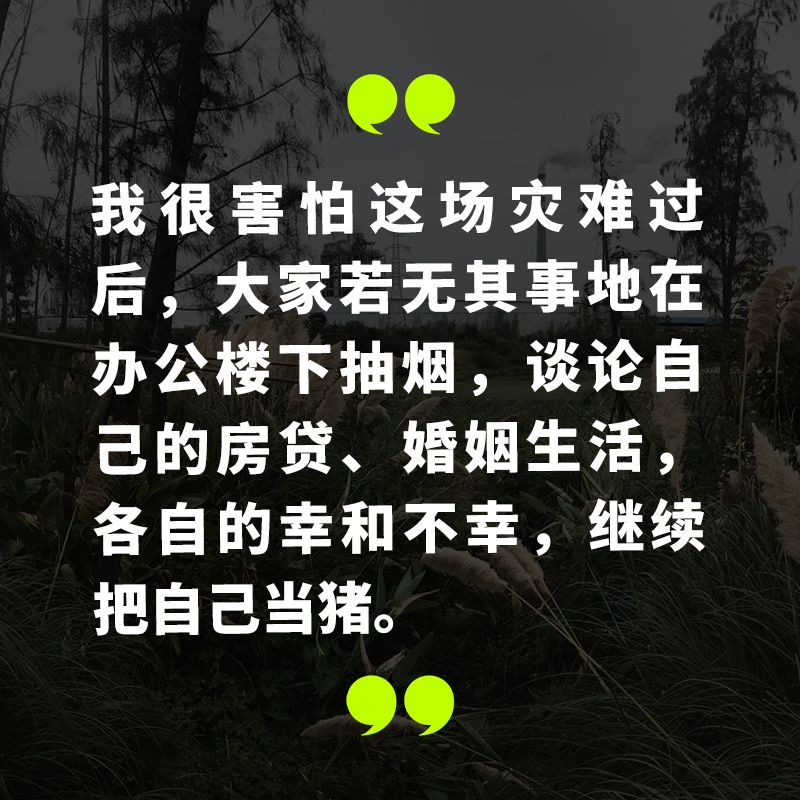 我很害怕这场灾难过
后，大家若无其事地在
办公楼下抽烟，谈论自
己的房贷、婚姻生活，
各自的幸和不幸，继续
把自己当猪。